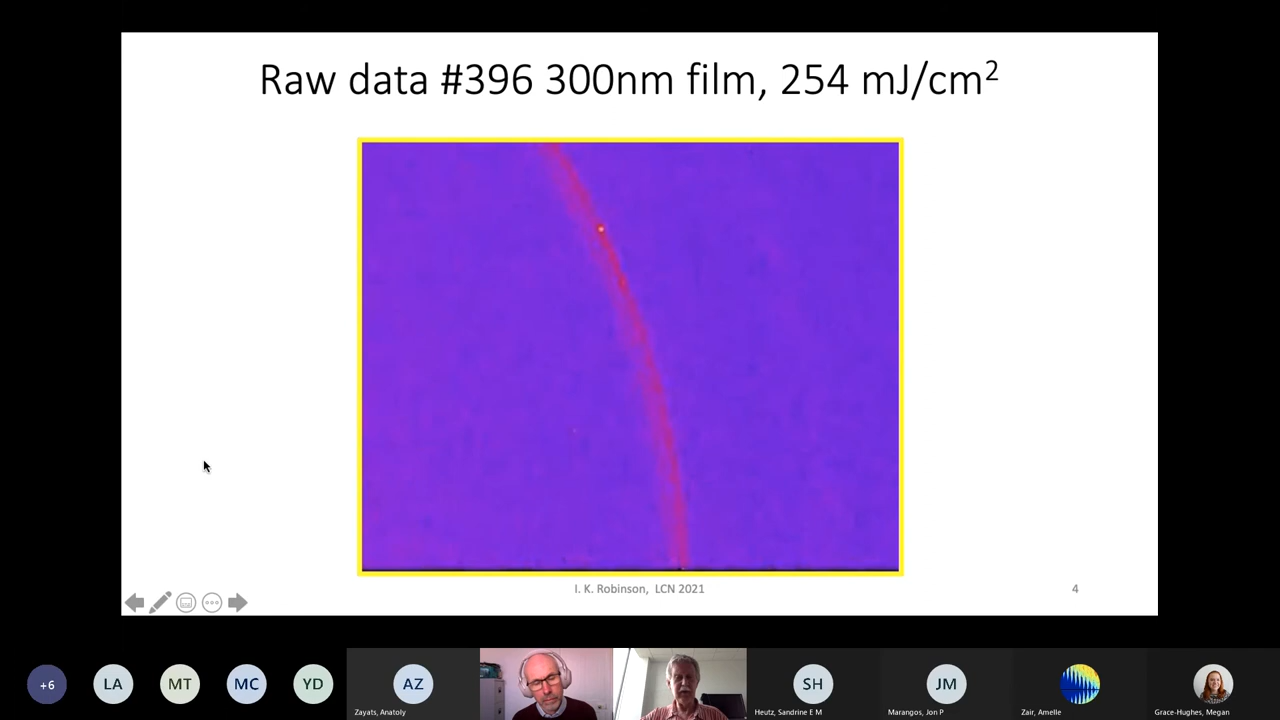 Raw data #396 300nm film, 254 mJ/cm²
I. K. Robinson, LCN 2021
4
+6
LA
MT
MC
YD
AZ
Zayats, Anatoly
SH
Heutz, Sandrine E M
JM
Marangos, Jon P
Zair, Amelle
Grace-Hughes, Megan